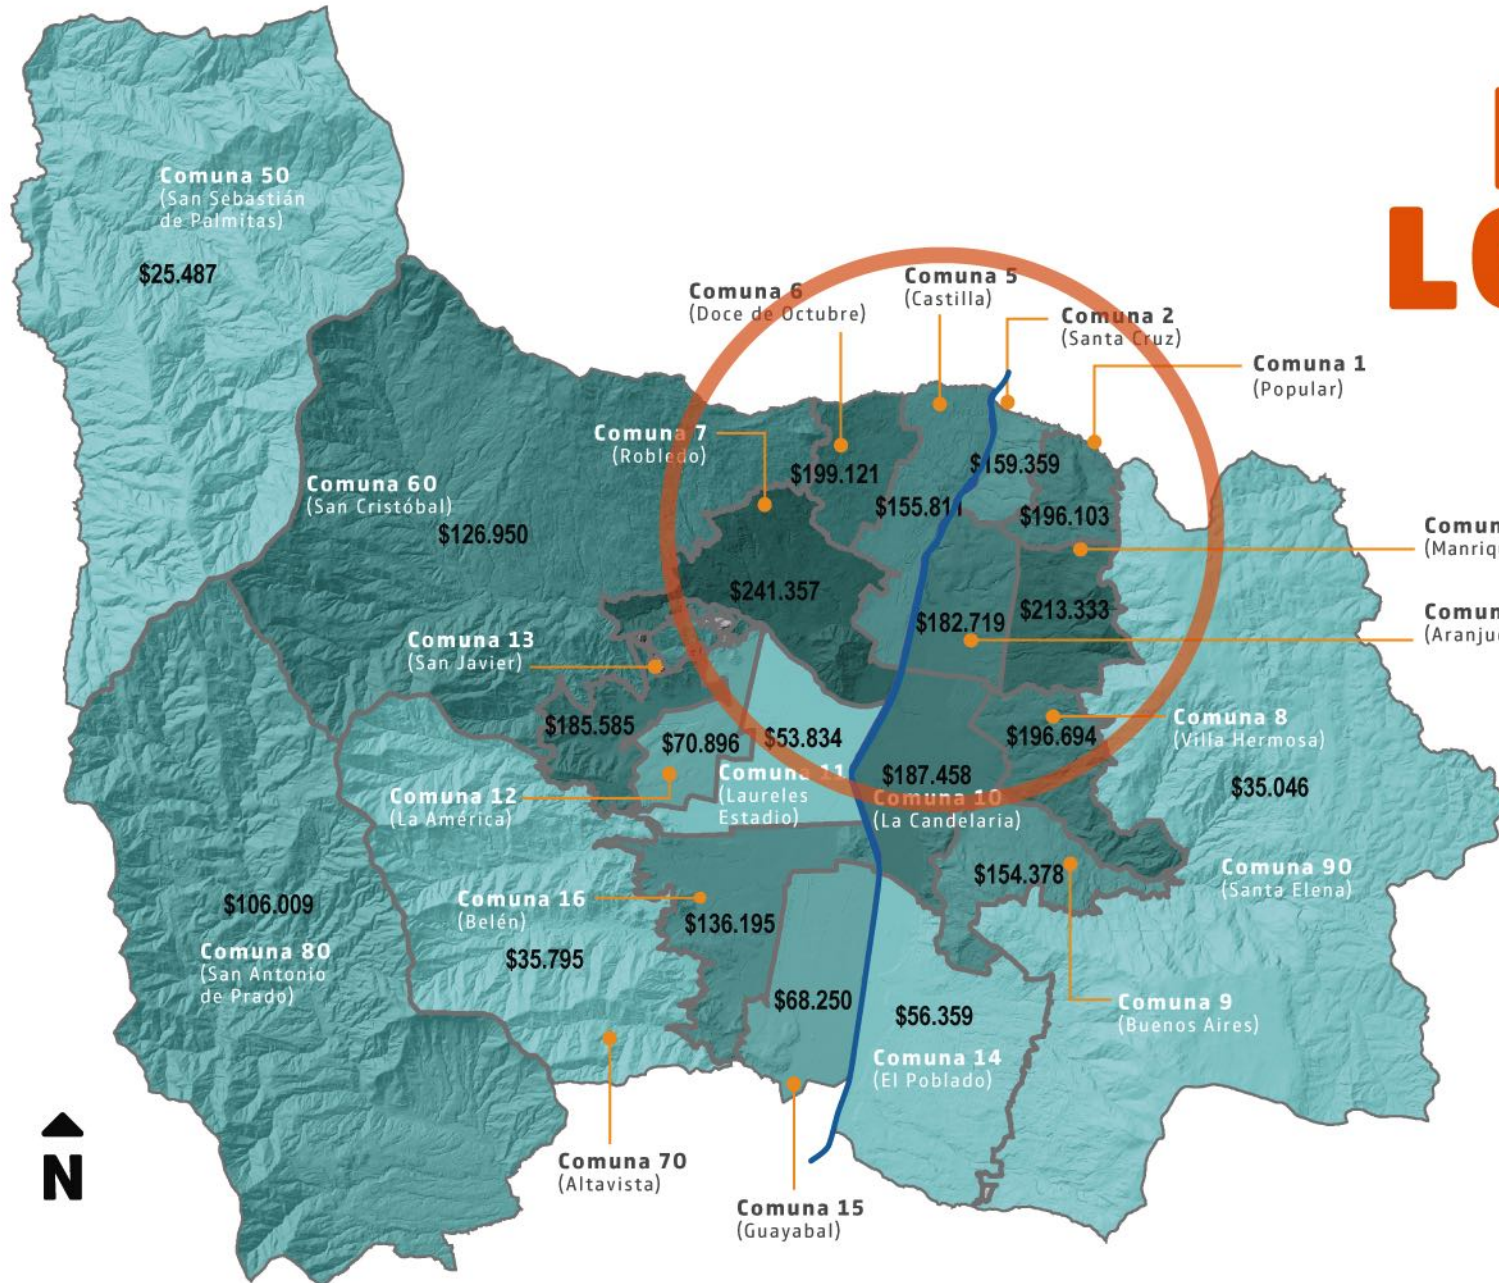 LO
Comuna 50
(San Sebastián
de Palmitas)
$25.487
Comuna 6
(Doce de Octubre)
Comuna 5
(Castilla)
Comuna 2
(Santa Cruz)
Comuna 1
(Popular)
Comuna 7
(Robledo)
$199.121
$159.359
$155.811
$196.103
Comuna 60
(San Cristóbal)
$126.950
Comun
(Manriq
$241.357
$182.719
$213.333
Comun
(Aranjue
Comuna 13
(San Javier)
$185.585
$70.896
$53.834
$187.458
$196.694
Comuna 8
(Villa Hermosa)
$35.046
Comuna 12
(La América)
Comuna 11
(Laureles
Estadio)
Comuna 10
(La Candelaria)
$154.378
Comuna 90
(Santa Elena)
$106.009
Comuna 80
(San Antonio
de Prado)
Comuna 16
(Belén)
$136.195
$35.795
$68.250
$56.359
Comuna 14
(El Poblado)
Comuna 9
(Buenos Aires)
N
Comuna 70
(Altavista)
Comuna 15
(Guayabal)